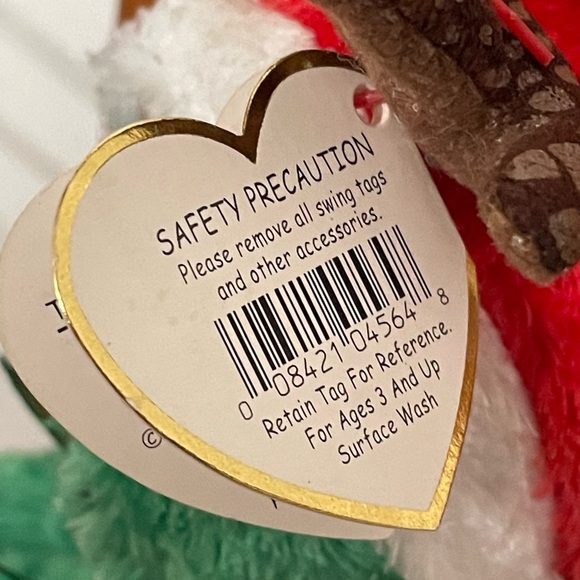 SAFETY PRECAUTION
Please remove all swing tags
and other accessories.
0 08421 04564 8
Retain Tag For Reference.
For Ages 3 And Up
Surface Wash
©